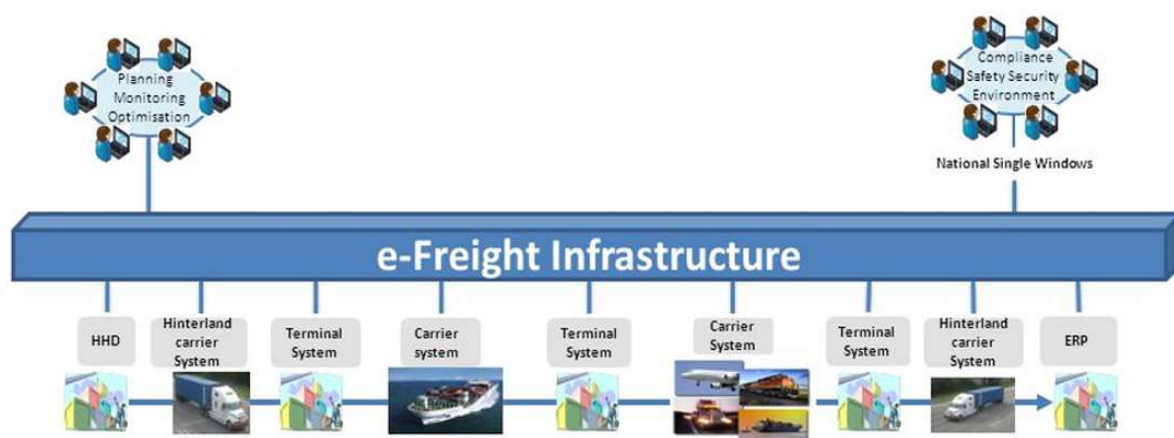 Planning
Monitoring
Optimisation
Compliance
Safety Security
Environment
National Single Windows
e-Freight Infrastructure
HHD
Hinterland
carrier
System
Terminal
System
Carrier
system
Terminal
System
Carrier
System
Terminal
System
Hinterland
carrier
System
ERP